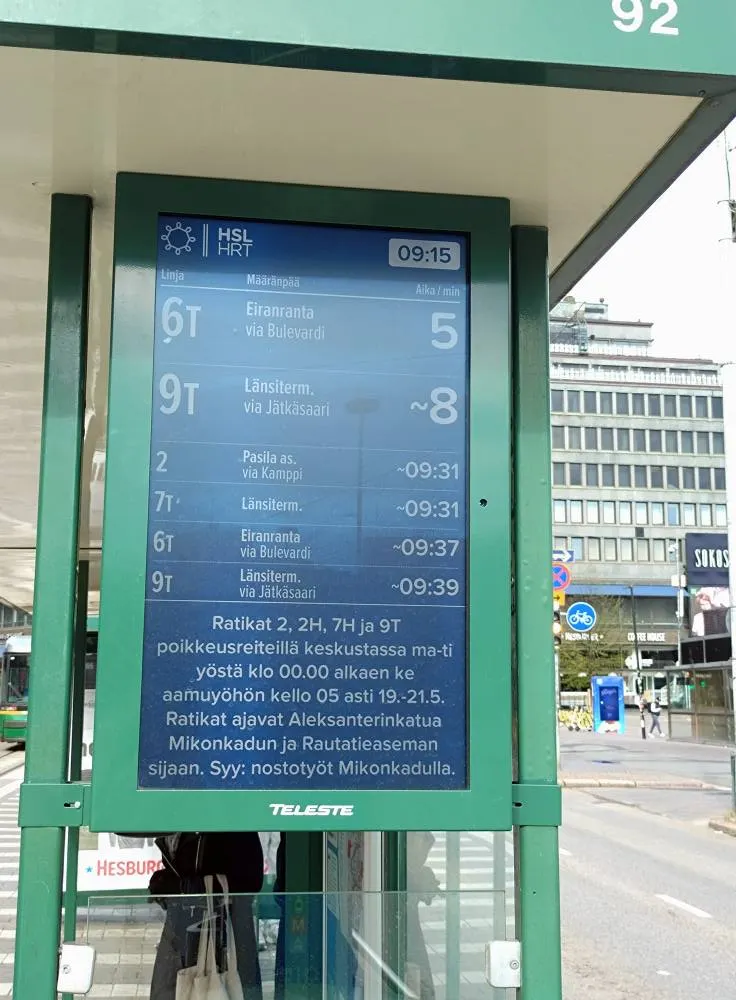 92
HSL
HRT
09:15
Linja Määränpää Aika / min
6T Eiranranta 5
via Bulevardi
9T Länsiterm. ~8
via Jätkäsaari
2 Pasila as. ~09:31
via Kamppi
7T Länsiterm. ~09:31
6T Eiranranta ~09:37
via Bulevardi
9T Länsiterm. ~09:39
via Jätkäsaari
Ratikat 2, 2H, 7H ja 9T
poikkeusreiteillä keskustassa ma-ti
yöstä klo 00.00 alkaen ke
aamuyöhön kello 05 asti 19.-21.5.
Ratikat ajavat Aleksanterinkatua
Mikonkadun ja Rautatieaseman
sijaan. Syy: nostotyöt Mikonkadulla.
TELESTE
SOKOS
COFFEE HOUSE
HESBURG